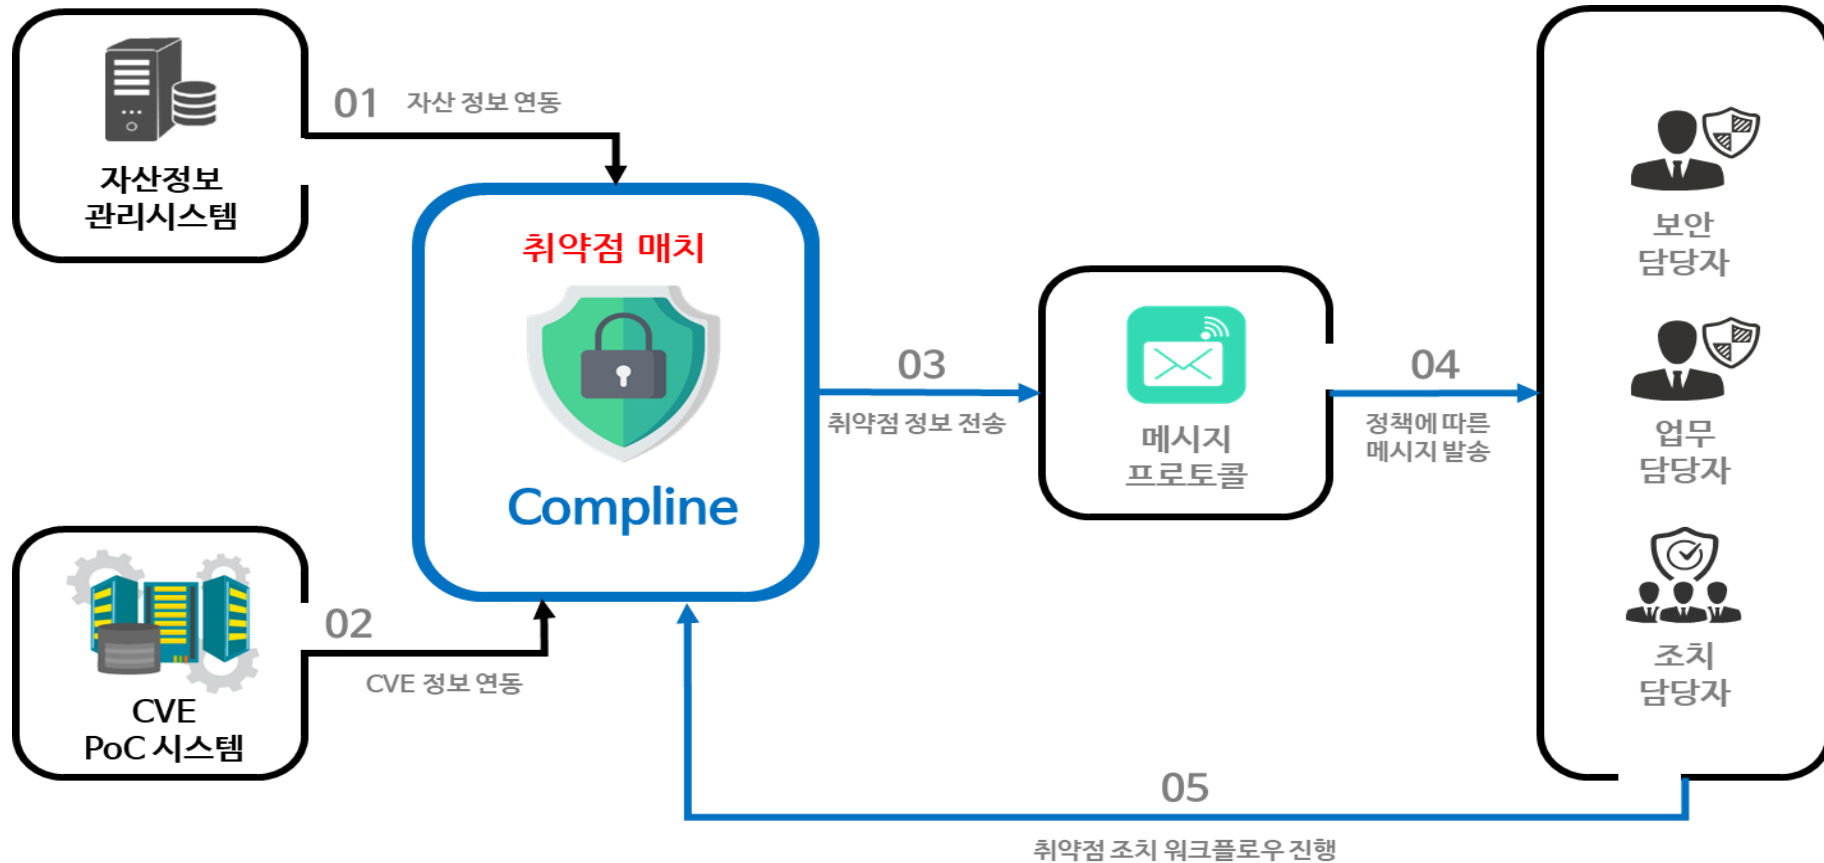 01 자산 정보 연동
자산정보
관리시스템
취약점 매치
Compline
02
CVE 정보 연동
CVE
PoC 시스템
03
취약점 정보 전송
메시지
프로토콜
04
정책에 따른
메시지 발송
보안
담당자
업무
담당자
조치
담당자
05
취약점 조치 워크플로우 진행